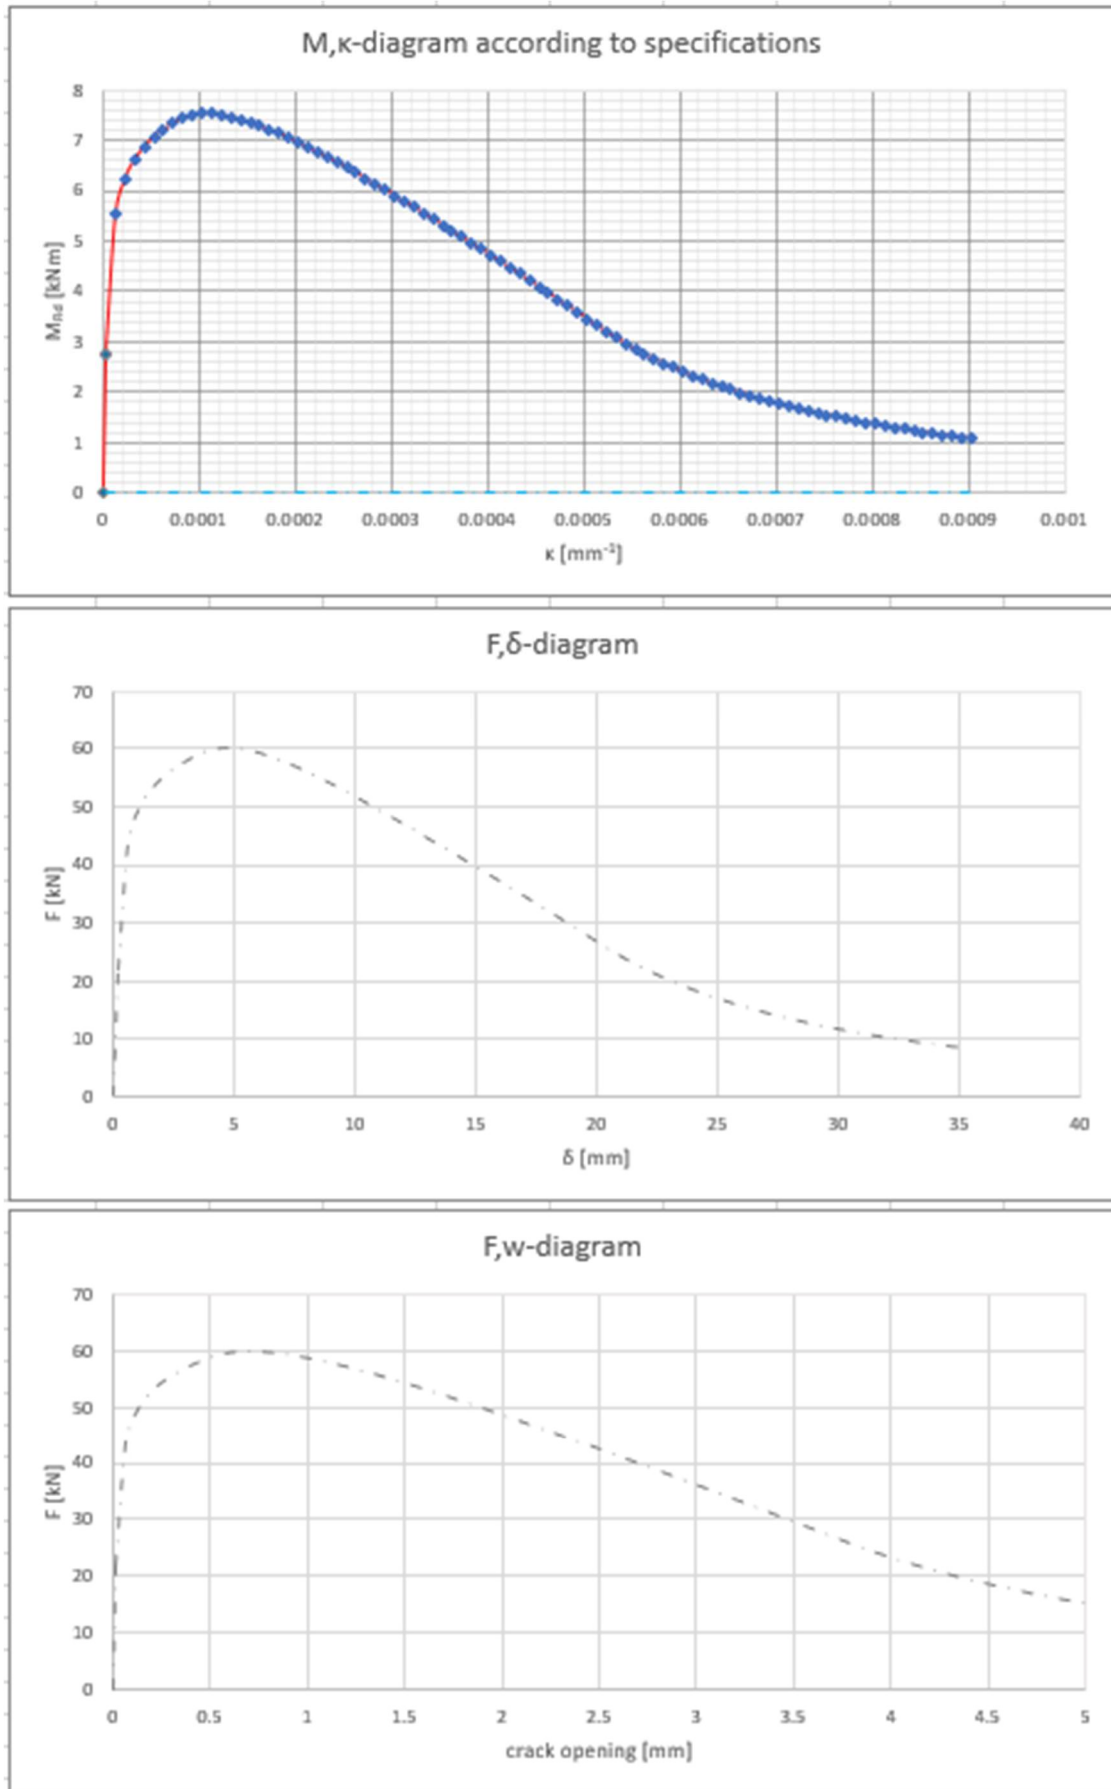 M,κ-diagram according to specifications
8
7
6
5
4
3
2
1
0
M_Rd [kNm]
0 0.0001 0.0002 0.0003 0.0004 0.0005 0.0006 0.0007 0.0008 0.0009 0.001
κ [mm⁻¹]
F,δ-diagram
70
60
50
40
30
20
10
0
F [kN]
0 5 10 15 20 25 30 35 40
δ [mm]
F,w-diagram
70
60
50
40
30
20
10
0
F [kN]
0 0.5 1 1.5 2 2.5 3 3.5 4 4.5 5
crack opening [mm]